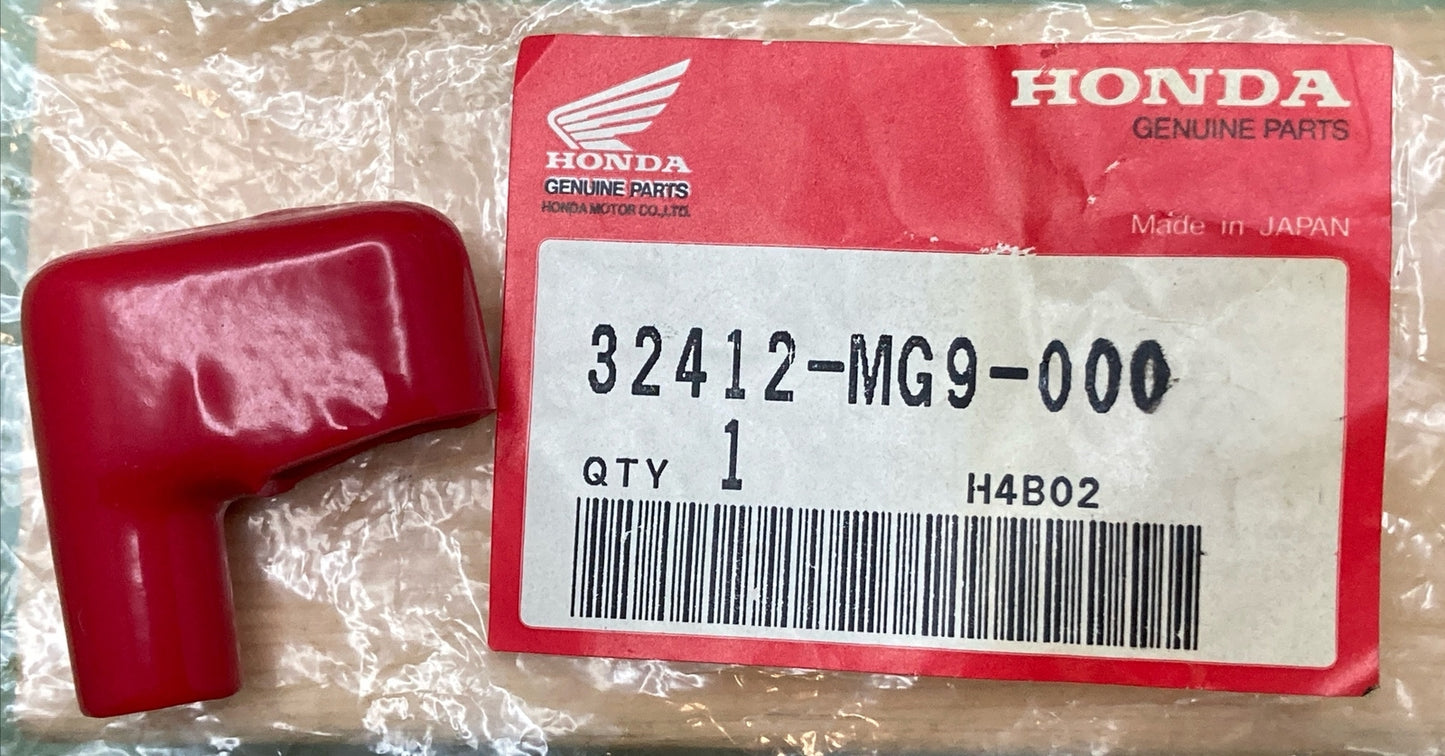 HONDA
GENUINE PARTS
HONDA MOTOR CO.,LTD.
HONDA
GENUINE PARTS
Made in JAPAN
32412-MG9-000
QTY 1 H4B02